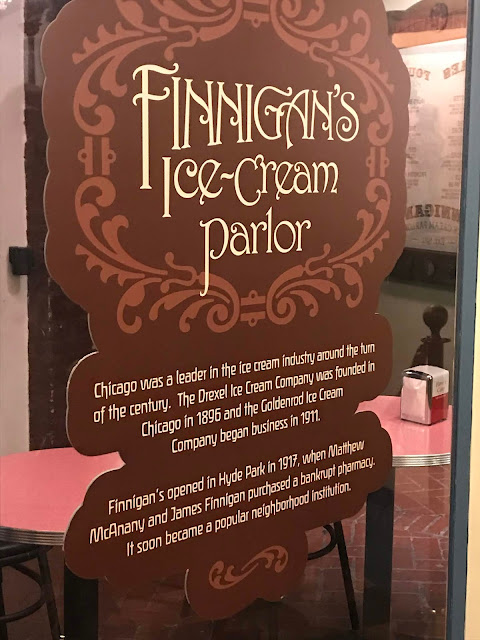 FINNIGAN'S
Ice-Cream
parlor
Chicago was a leader in the ice cream industry around the turn
of the century. The Drexel Ice Cream Company was founded in
Chicago in 1896 and the Goldenrod Ice Cream
Company began business in 1911.
Finnigan's opened in Hyde Park in 1917, when Matthew
McAnany and James Finnigan purchased a bankrupt pharmacy.
It soon became a popular neighborhood institution.